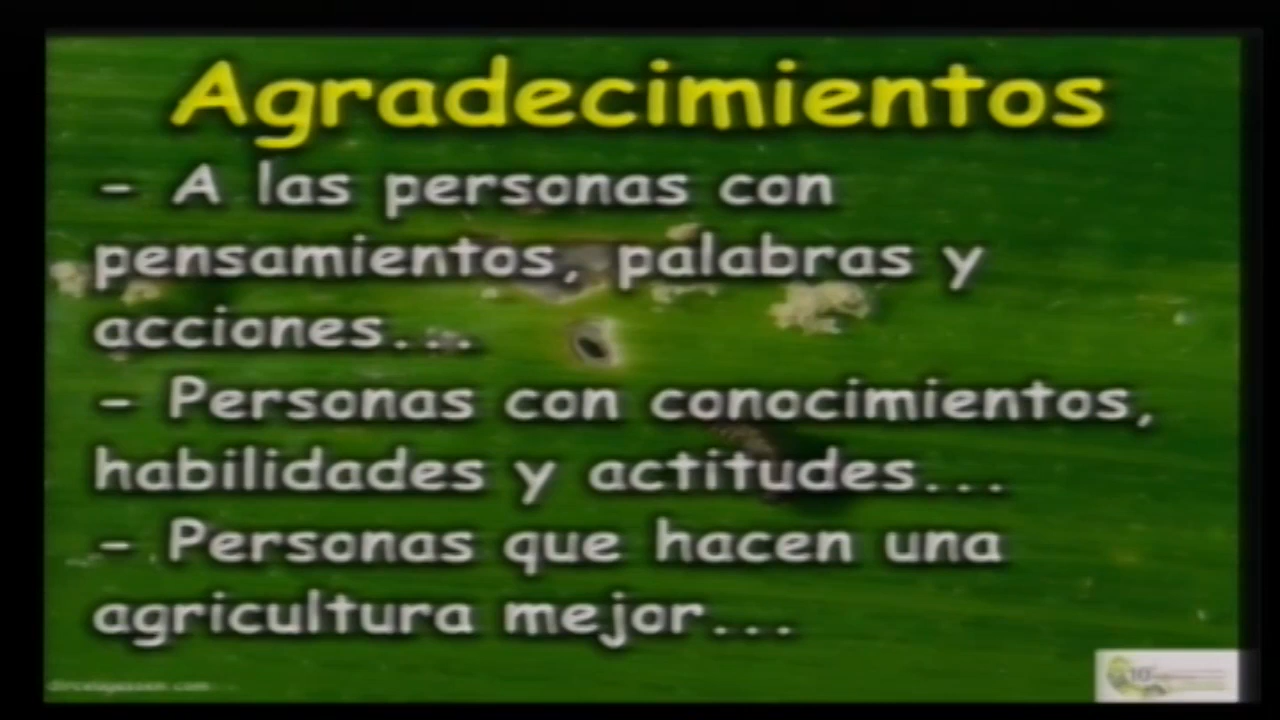 Agradecimientos
- A las personas con
pensamientos, palabras y
acciones...
- Personas con conocimientos,
habilidades y actitudes...
- Personas que hacen una
agricultura mejor...